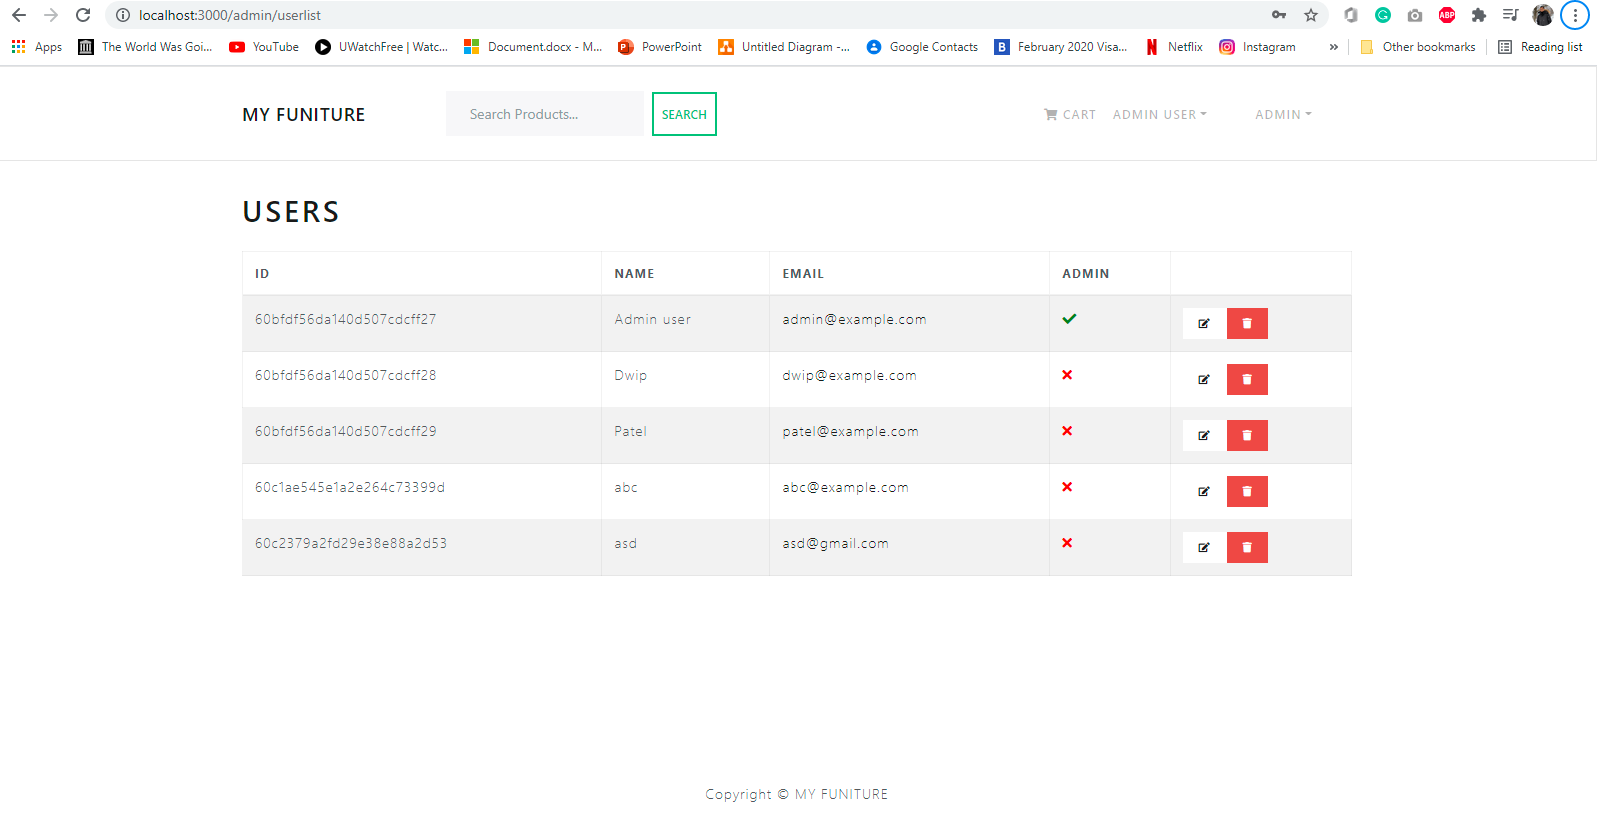 localhost:3000/admin/userlist
ABP
Apps The World Was Goi... YouTube UWatchFree | Watc... Document.docx - M... PowerPoint Untitled Diagram -... Google Contacts B February 2020 Visa... Netflix Instagram » Other bookmarks Reading list
MY FUNITURE Search Products... SEARCH CART ADMIN USER ADMIN
USERS
ID NAME EMAIL ADMIN
60bfdf56da140d507cdcff27 Admin user admin@example.com
60bfdf56da140d507cdcff28 Dwip dwip@example.com
60bfdf56da140d507cdcff29 Patel patel@example.com
60c1ae545e1a2e264c73399d abc abc@example.com
60c2379a2fd29e38e88a2d53 asd asd@gmail.com
Copyright © MY FUNITURE